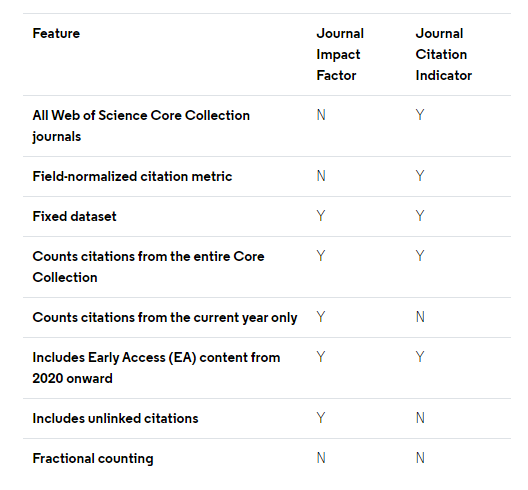 Feature Journal Impact Factor Journal Citation Indicator
All Web of Science Core Collection journals N Y
Field-normalized citation metric N Y
Fixed dataset Y Y
Counts citations from the entire Core Collection Y Y
Counts citations from the current year only Y N
Includes Early Access (EA) content from 2020 onward Y Y
Includes unlinked citations Y N
Fractional counting N N